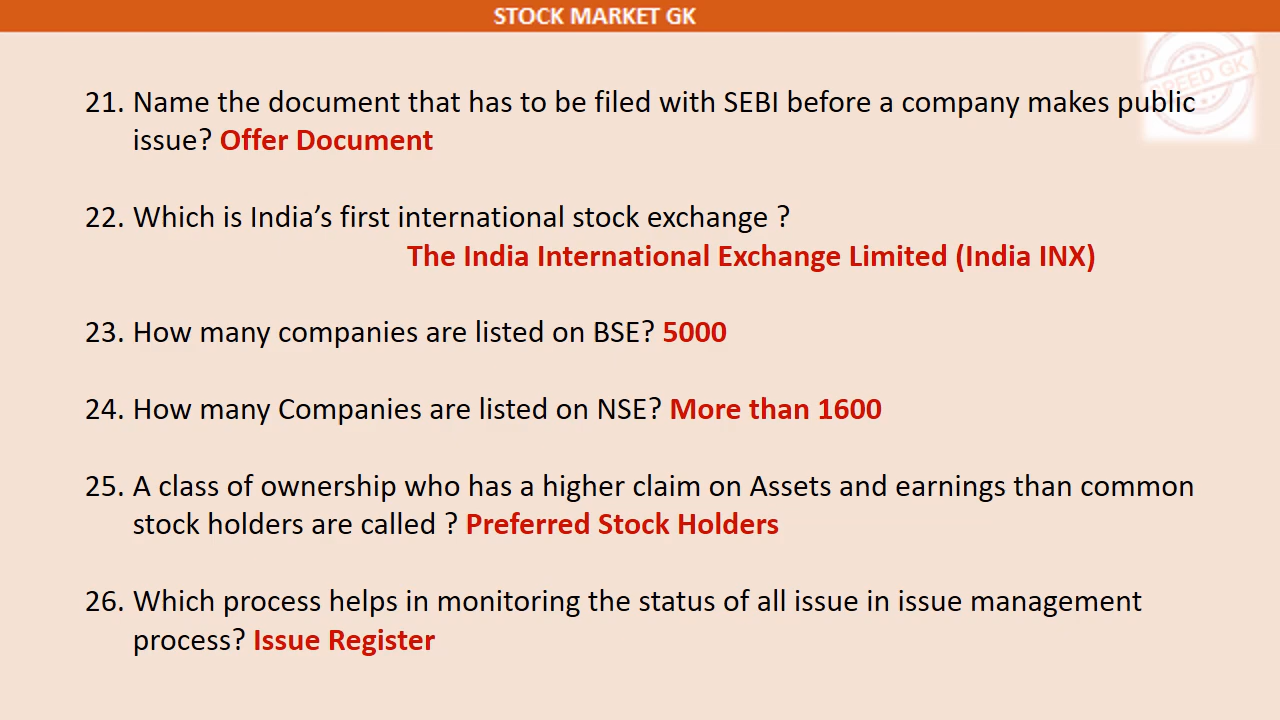 STOCK MARKET GK
21. Name the document that has to be filed with SEBI before a company makes public
issue? Offer Document
22. Which is India’s first international stock exchange ?
The India International Exchange Limited (India INX)
23. How many companies are listed on BSE? 5000
24. How many Companies are listed on NSE? More than 1600
25. A class of ownership who has a higher claim on Assets and earnings than common
stock holders are called ? Preferred Stock Holders
26. Which process helps in monitoring the status of all issue in issue management
process? Issue Register